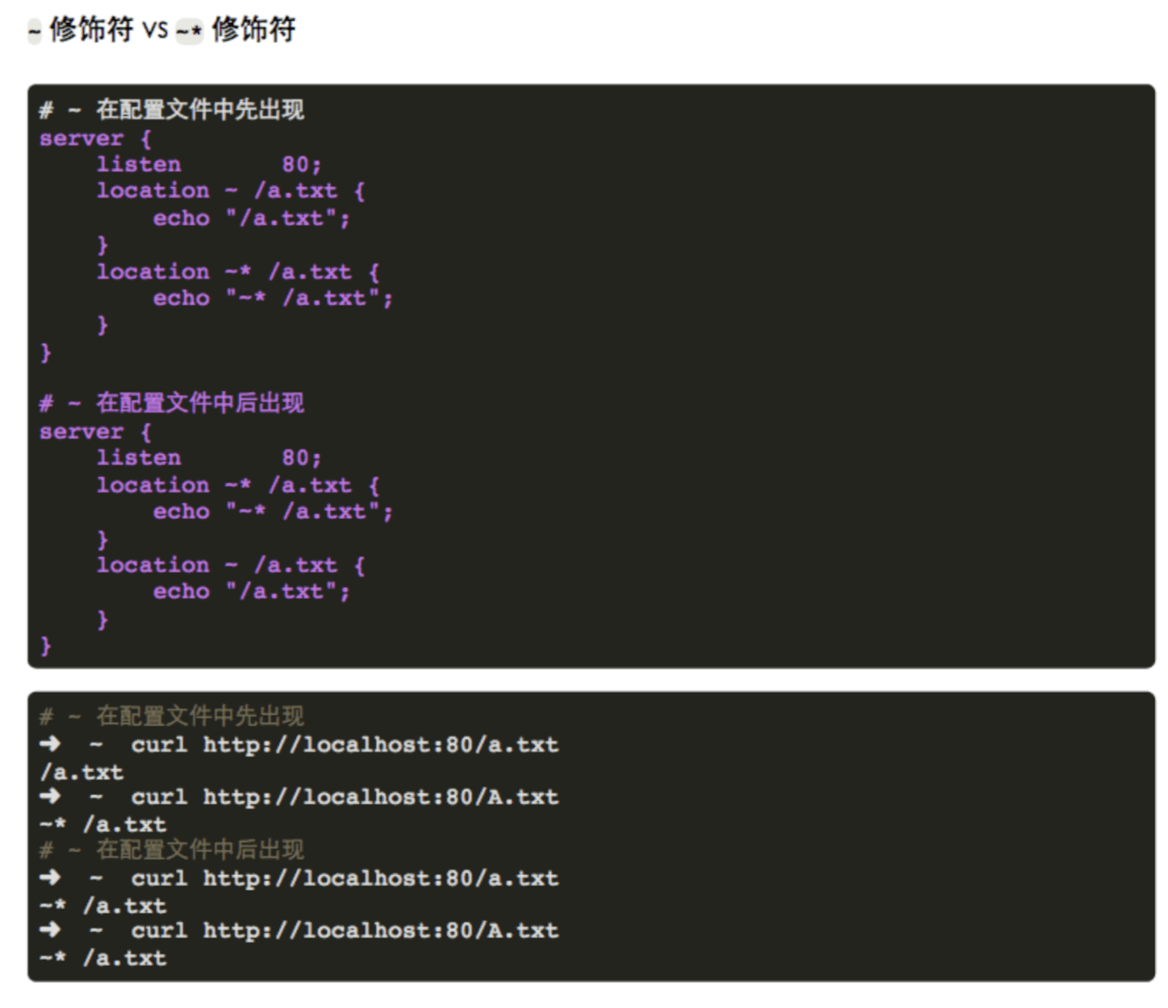 ~ 修饰符 vs ~* 修饰符
# ~ 在配置文件中先出现
server {
    listen       80;
    location ~ /a.txt {
        echo "/a.txt";
    }
    location ~* /a.txt {
        echo "~* /a.txt";
    }
}
# ~ 在配置文件中后出现
server {
    listen       80;
    location ~* /a.txt {
        echo "~* /a.txt";
    }
    location ~ /a.txt {
        echo "/a.txt";
    }
}
# ~ 在配置文件中先出现
➜  ~  curl http://localhost:80/a.txt
/a.txt
➜  ~  curl http://localhost:80/A.txt
~* /a.txt
# ~ 在配置文件中后出现
➜  ~  curl http://localhost:80/a.txt
~* /a.txt
➜  ~  curl http://localhost:80/A.txt
~* /a.txt